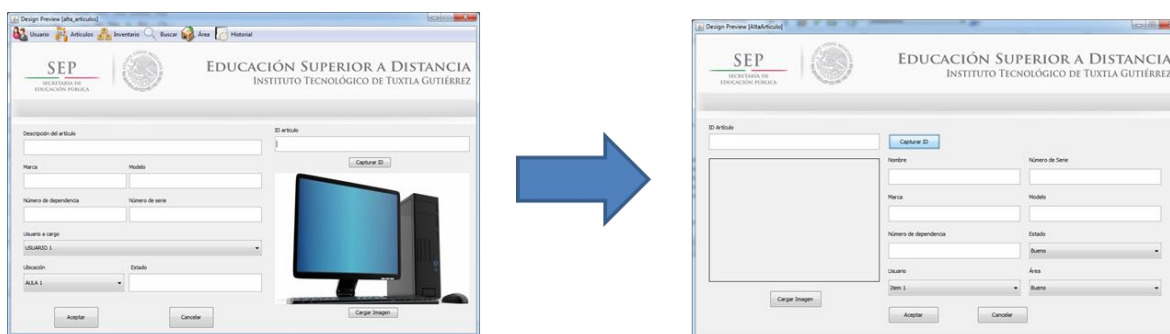 Design Preview [alta_articulos]
Usuario Articulos Inventario Buscar Área Historial
SEP
SECRETARÍA DE
EDUCACIÓN PÚBLICA
EDUCACIÓN SUPERIOR A DISTANCIA
INSTITUTO TECNOLÓGICO DE TUXTLA GUTIÉRREZ
Descripción del artículo
ID artículo
Capturar ID
Marca Modelo
Número de dependencia Número de serie
Usuario a cargo
USUARIO 1
Ubicación Estado
AULA 1
Aceptar Cancelar
Cargar Imagen
Design Preview [AltaArticulo]
SEP
SECRETARÍA DE
EDUCACIÓN PÚBLICA
EDUCACIÓN SUPERIOR A DISTANCIA
INSTITUTO TECNOLÓGICO DE TUXTLA GUTIÉRREZ
ID Artículo
Capturar ID
Nombre Número de Serie
Marca Modelo
Número de dependencia Estado
Bueno
Usuario Área
Item 1 Bueno
Cargar Imagen
Aceptar Cancelar